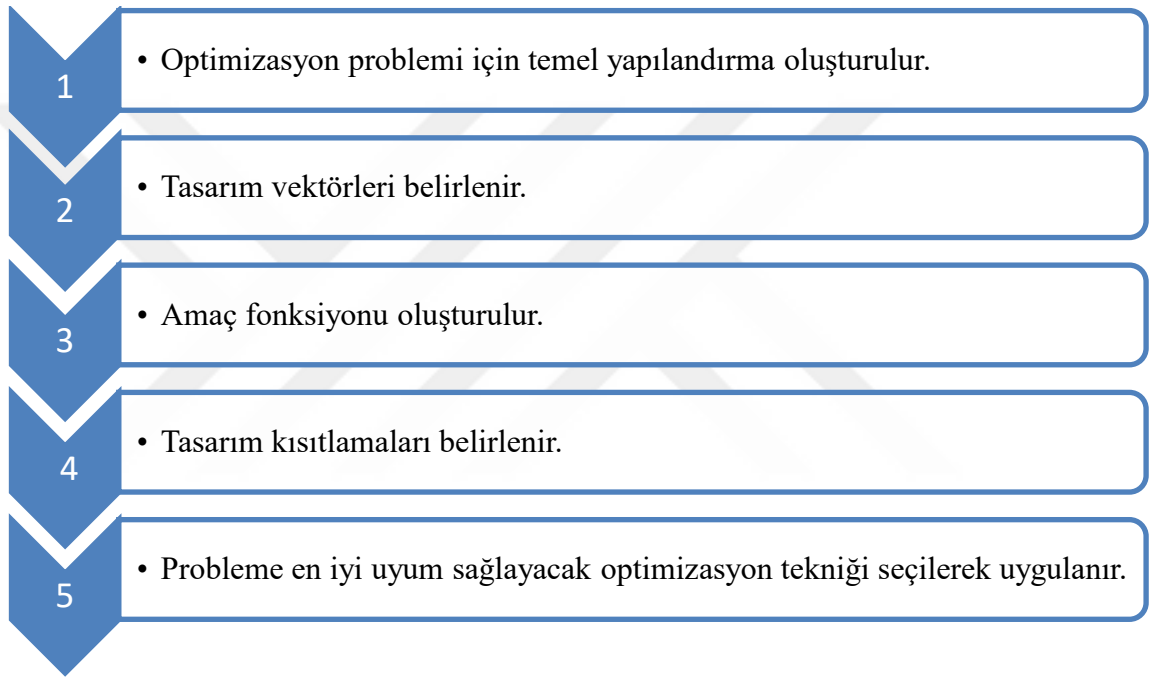 1
• Optimizasyon problemi için temel yapılandırma oluşturulur.
2
• Tasarım vektörleri belirlenir.
3
• Amaç fonksiyonu oluşturulur.
4
• Tasarım kısıtlamaları belirlenir.
5
• Probleme en iyi uyum sağlayacak optimizasyon tekniği seçilerek uygulanır.